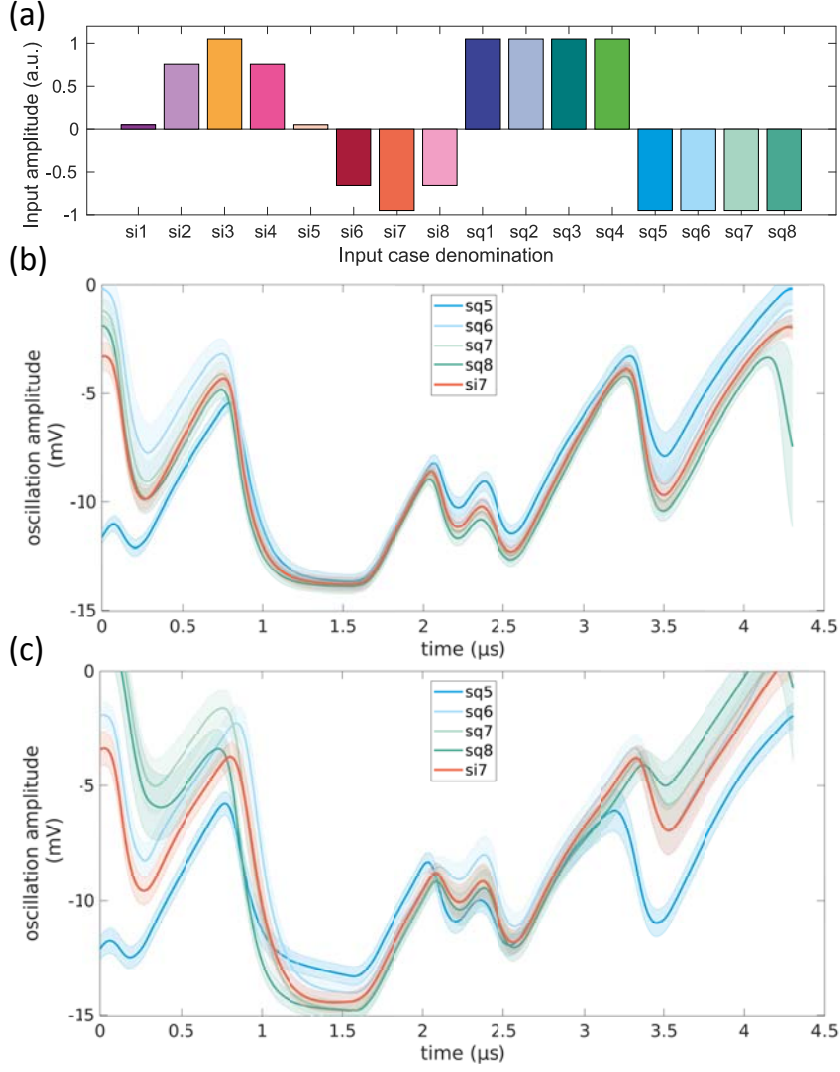 (a)
Input amplitude (a.u.)
1
0.5
0
-0.5
-1
si1 si2 si3 si4 si5 si6 si7 si8 sq1 sq2 sq3 sq4 sq5 sq6 sq7 sq8
Input case denomination
(b)
oscillation amplitude
(mV)
0
-5
-10
-15
sq5
sq6
sq7
sq8
si7
0 0.5 1 1.5 2 2.5 3 3.5 4 4.5
time (μs)
(c)
oscillation amplitude
(mV)
0
-5
-10
-15
sq5
sq6
sq7
sq8
si7
0 0.5 1 1.5 2 2.5 3 3.5 4 4.5
time (μs)